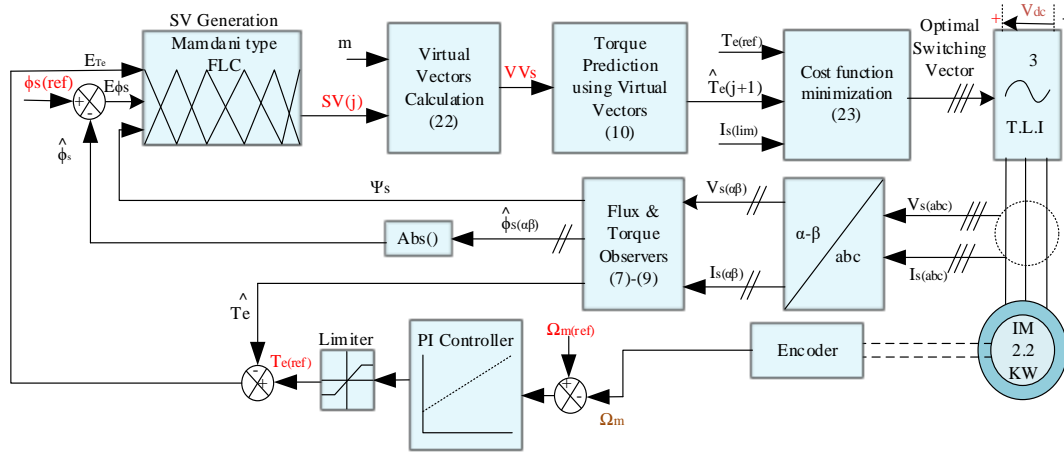 SV Generation
Mamdani type
FLC
E_Te
ϕs(ref)
+
-
Eϕs
ϕ̂s
SV(j)
m
Virtual
Vectors
Calculation
(22)
VVs
Torque
Prediction
using Virtual
Vectors
(10)
T̂e(j+1)
Te(ref)
Is(lim)
Cost function
minimization
(23)
Optimal
Switching
Vector
+
Vdc
3
T.L.I
Ψs
Abs()
ϕ̂s(αβ)
Flux &
Torque
Observers
(7)-(9)
Vs(αβ)
Is(αβ)
α-β
abc
Vs(abc)
Is(abc)
T̂e
-
+
Te(ref)
Limiter
PI Controller
Ωm(ref)
+
-
Ωm
Encoder
IM
2.2
KW